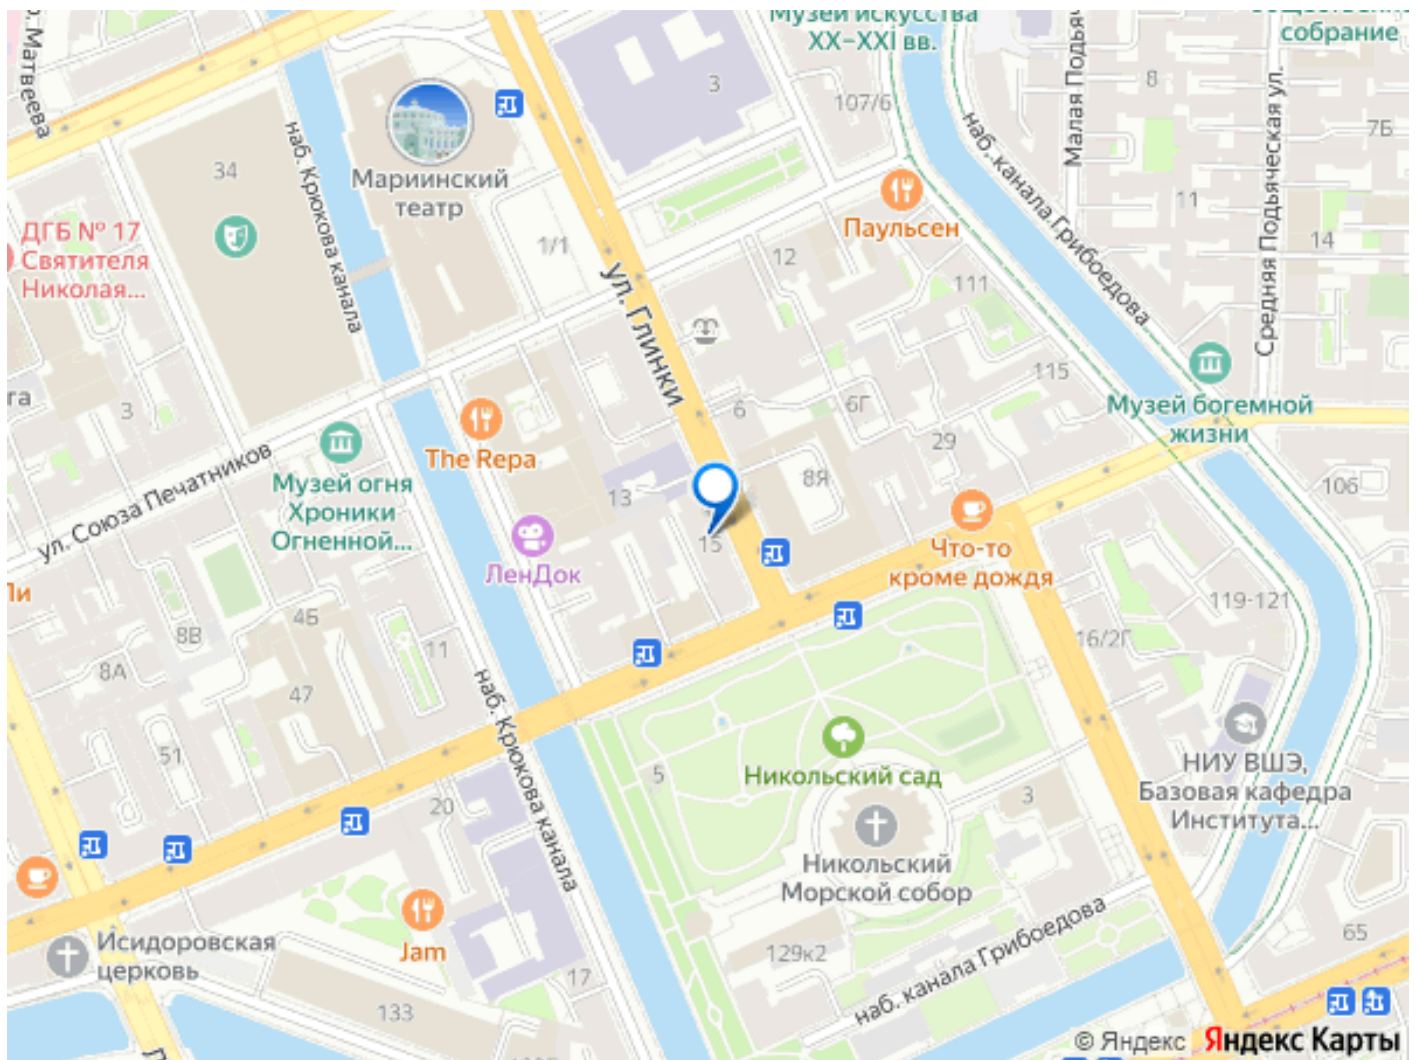 Музей искусства
XX–XXI вв.
собрание
р.Матвеева
3
107/6
8
7Б
Малая Подьяческая
Средняя Подьяческая ул.
наб. канала Грибоедова
наб. Крюкова канала
34
Мариинский
театр
11
Паульсен
ДГБ № 17
Святителя
Николая...
1/1
12
14
111
ул. Глинки
115
та
3
6
6Г
Музей богемной
жизни
29
The Repa
ул. Союза Печатников
Музей огня
Хроники
Огненной...
13
8Я
106
15
Что-то
кроме дождя
ЛенДок
Пи
119-121
4Б
8В
11
16/2Г
8А
47
наб. Крюкова канала
51
5
Никольский сад
НИУ ВШЭ,
Базовая кафедра
Института...
20
3
Никольский
Морской собор
Jam
наб. канала Грибоедова
Исидоровская
церковь
129к2
65
17
133
© Яндекс Яндекс Карты